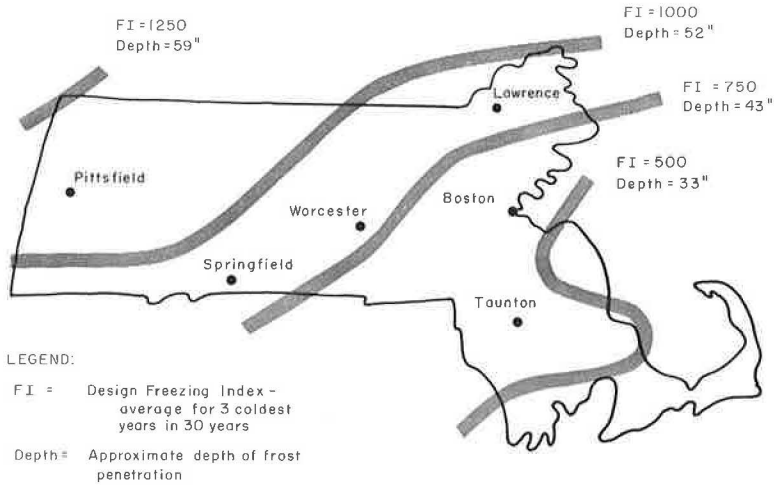 FI = 1250
Depth = 59"
FI = 1000
Depth = 52"
FI = 750
Depth = 43"
Lawrence
FI = 500
Depth = 33"
Pittsfield
Boston
Worcester
Springfield
Taunton
LEGEND:
FI = Design Freezing Index -
average for 3 coldest
years in 30 years
Depth = Approximate depth of frost
penetration